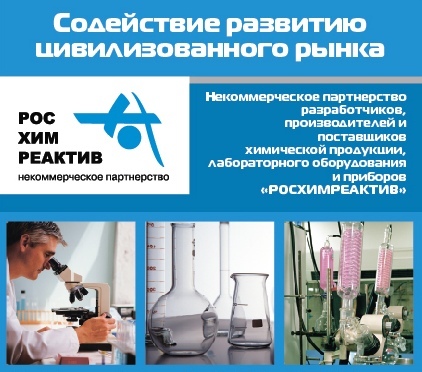 Содействие развитию
цивилизованного рынка
РОС
ХИМ
РЕАКТИВ
некоммерческое партнерство
Некоммерческое партнерство
разработчиков,
производителей и
поставщиков
химической продукции,
лабораторного оборудования
и приборов
«РОСХИМРЕАКТИВ»